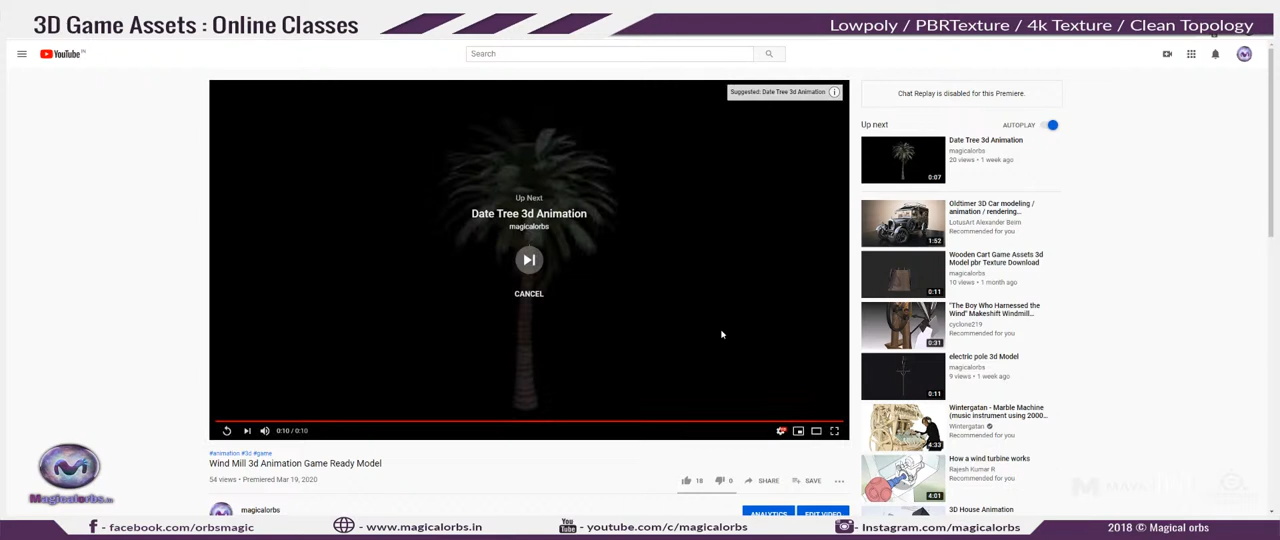 3D Game Assets : Online Classes
Lowpoly / PBRTexture / 4k Texture / Clean Topology
YouTube IN
Search
Suggested: Date Tree 3d Animation
Up Next
Date Tree 3d Animation
magicalorbs
CANCEL
0:10 / 0:10
#animation #3d #game
Wind Mill 3d Animation Game Ready Model
54 views • Premiered Mar 19, 2020
18
0
SHARE
SAVE
magicalorbs
ANALYTICS
EDIT VIDEO
Chat Replay is disabled for this Premiere.
Up next
AUTOPLAY
Date Tree 3d Animation
magicalorbs
20 views • 1 week ago
0:07
Oldtimer 3D Car modeling /
animation / rendering...
LotusArt Alexander Beim
Recommended for you
1:52
Wooden Cart Game Assets 3d
Model pbr Texture Download
magicalorbs
10 views • 1 month ago
0:11
"The Boy Who Harnessed the
Wind" Makeshift Windmill...
cyclone219
Recommended for you
0:31
electric pole 3d Model
magicalorbs
9 views • 1 week ago
0:11
Wintergatan - Marble Machine
(music instrument using 2000...
Wintergatan
Recommended for you
4:33
How a wind turbine works
Rajesh Kumar R
Recommended for you
4:01
3D House Animation
Magicalorbs.in
f - facebook.com/orbsmagic
- www.magicalorbs.in
You Tube - youtube.com/c/magicalorbs
- Instagram.com/magicalorbs
2018 © Magical orbs